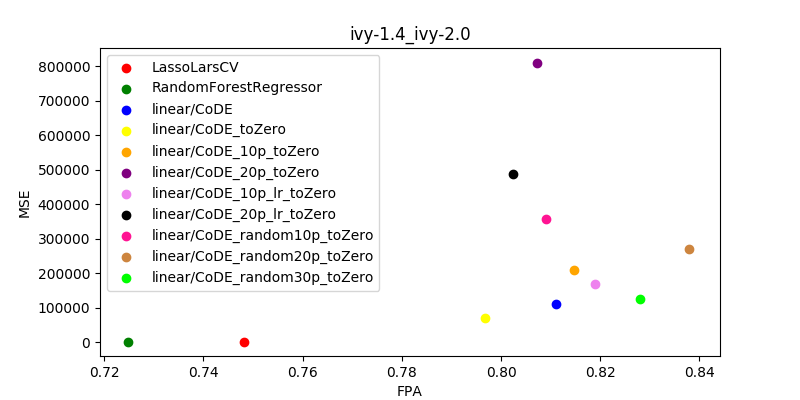 ivy-1.4_ivy-2.0
LassoLarsCV
RandomForestRegressor
linear/CoDE
linear/CoDE_toZero
linear/CoDE_10p_toZero
linear/CoDE_20p_toZero
linear/CoDE_10p_lr_toZero
linear/CoDE_20p_lr_toZero
linear/CoDE_random10p_toZero
linear/CoDE_random20p_toZero
linear/CoDE_random30p_toZero
MSE
800000
700000
600000
500000
400000
300000
200000
100000
0
0.72 0.74 0.76 0.78 0.80 0.82 0.84
FPA